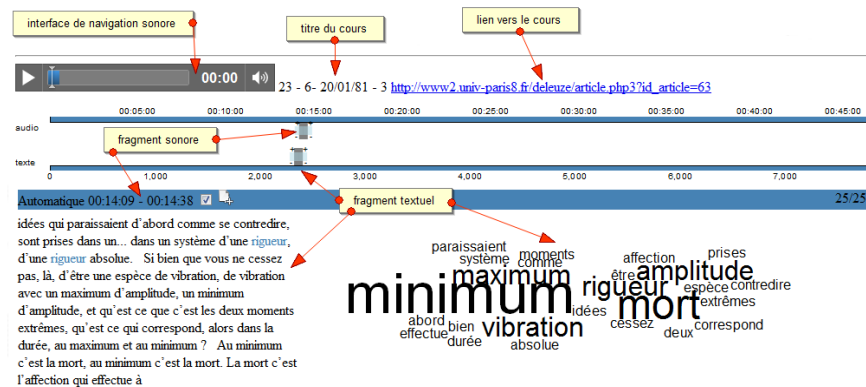 interface de navigation sonore
titre du cours
lien vers le cours
00:00
23 - 6- 20/01/81 - 3 http://www2.univ-paris8.fr/deleuze/article.php3?id_article=63
00:05:00 00:10:00 00:15:00 00:20:00 00:25:00 00:30:00 00:35:00 00:40:00 00:45:00
audio
fragment sonore
texte
0 1,000 2,000 3,000 4,000 5,000 6,000 7,000
Automatique 00:14:09 - 00:14:38
fragment textuel
25/25
idées qui paraissaient d'abord comme se contredire,
sont prises dans un... dans un système d'une rigueur,
d'une rigueur absolue. Si bien que vous ne cessez
pas, là, d'être une espèce de vibration, de vibration
avec un maximum d'amplitude, un minimum
d'amplitude, et qu'est ce que c'est les deux moments
extrêmes, qu'est ce qui correspond, alors dans la
durée, au maximum et au minimum ? Au minimum
c'est la mort, au minimum c'est la mort. La mort c'est
l'affection qui effectue à
paraissaient moments affection prises
système comme
maximum être amplitude
minimum rigueur espèce contredire
mort extrêmes
idées
abord bien vibration cessez correspond
effectue deux
durée absolue